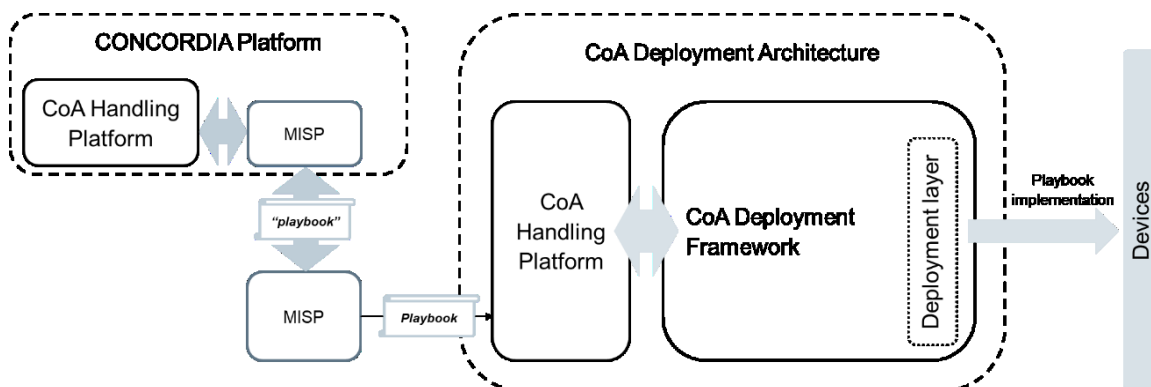 CONCORDIA Platform
CoA Handling
Platform
MISP
"playbook"
MISP
Playbook
CoA Deployment Architecture
CoA
Handling
Platform
CoA Deployment
Framework
Deployment layer
Playbook
implementation
Devices